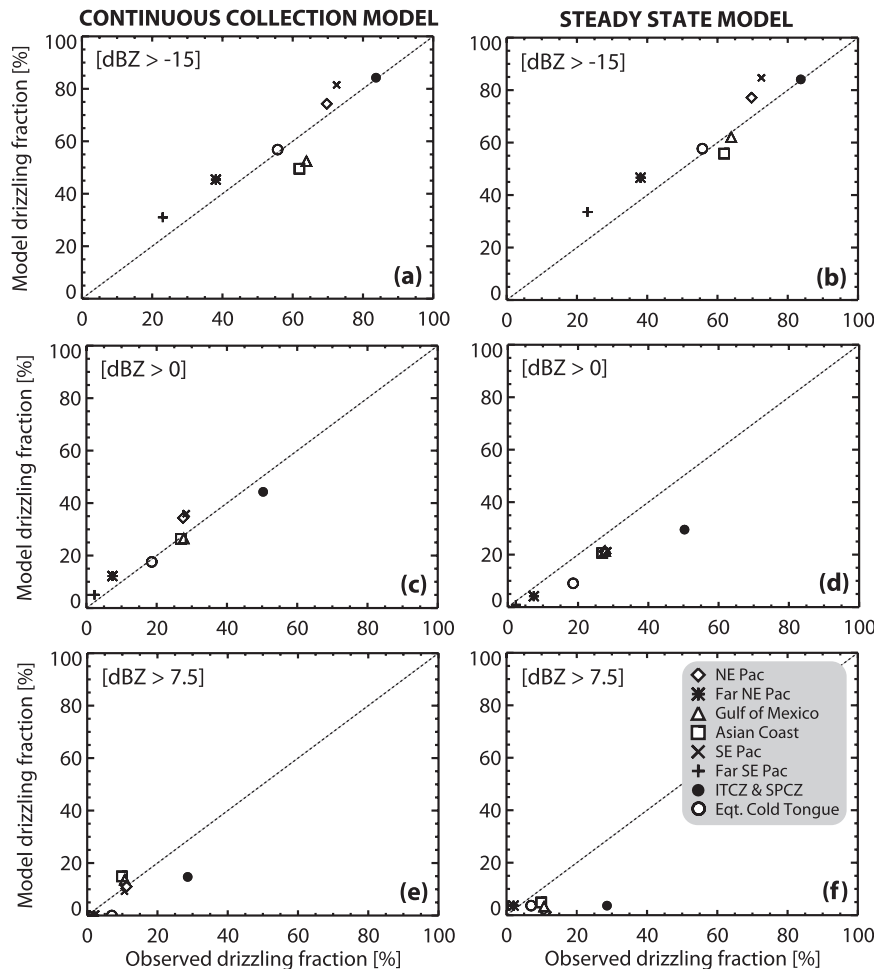 CONTINUOUS COLLECTION MODEL
STEADY STATE MODEL
100
80
60
40
20
0
Model drizzling fraction [%]
[dBZ > -15]
(a)
0 20 40 60 80 100
100
80
60
40
20
0
[dBZ > -15]
(b)
0 20 40 60 80 100
100
80
60
40
20
0
Model drizzling fraction [%]
[dBZ > 0]
(c)
0 20 40 60 80 100
100
80
60
40
20
0
[dBZ > 0]
(d)
0 20 40 60 80 100
100
80
60
40
20
0
Model drizzling fraction [%]
[dBZ > 7.5]
(e)
0 20 40 60 80 100
Observed drizzling fraction [%]
100
80
60
40
20
0
[dBZ > 7.5]
NE Pac
Far NE Pac
Gulf of Mexico
Asian Coast
SE Pac
Far SE Pac
ITCZ & SPCZ
Eqt. Cold Tongue
(f)
0 20 40 60 80 100
Observed drizzling fraction [%]